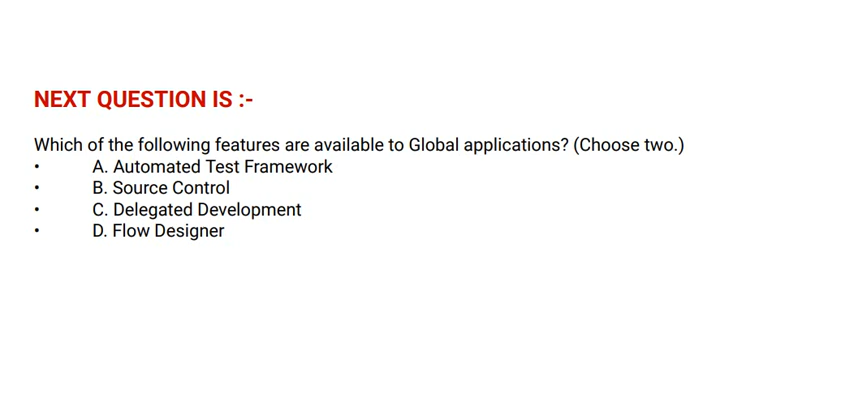 NEXT QUESTION IS :-
Which of the following features are available to Global applications? (Choose two.)
• A. Automated Test Framework
• B. Source Control
• C. Delegated Development
• D. Flow Designer